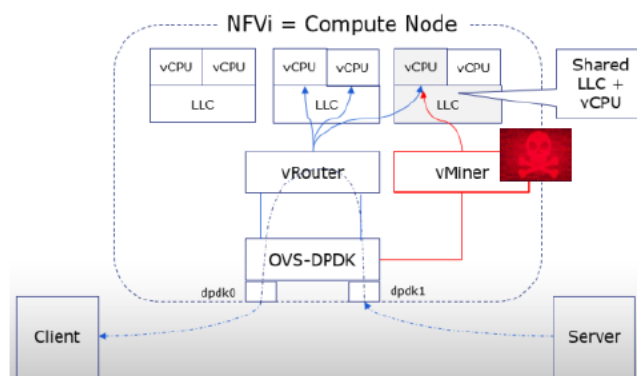 NFVi = Compute Node
vCPU vCPU
vCPU vCPU
vCPU vCPU
LLC
LLC
LLC
Shared
LLC +
vCPU
vRouter
vMiner
OVS-DPDK
dpdk0
dpdk1
Client
Server